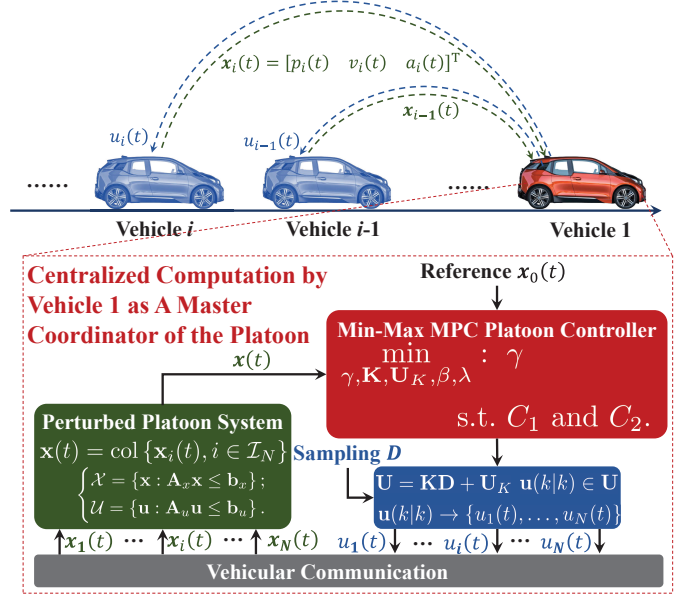 𝒙ᵢ(t) = [pᵢ(t) vᵢ(t) aᵢ(t)]ᵀ
𝒙ᵢ₋₁(t)
uᵢ(t)
uᵢ₋₁(t)
......
......
Vehicle i
Vehicle i-1
Vehicle 1
Centralized Computation by
Vehicle 1 as A Master
Coordinator of the Platoon
Reference 𝒙₀(t)
Min-Max MPC Platoon Controller
min : γ
γ,𝐊,𝐔_K,β,λ
s.t. C₁ and C₂.
𝒙(t)
Perturbed Platoon System
𝐱(t) = col {𝐱ᵢ(t), i ∈ ℐ_N}
{ 𝒳 = {𝐱 : 𝐀ₓ𝐱 ≤ 𝐛ₓ} ;
𝒰 = {𝐮 : 𝐀ᵤ𝐮 ≤ 𝐛ᵤ} .
Sampling D
𝐔 = 𝐊𝐃 + 𝐔_K 𝐮(k|k) ∈ 𝐔
𝐮(k|k) → {u₁(t), . . . , u_N(t)}
𝒙₁(t) ... 𝒙ᵢ(t) ... 𝒙_N(t)
u₁(t) ... uᵢ(t) ... u_N(t)
Vehicular Communication